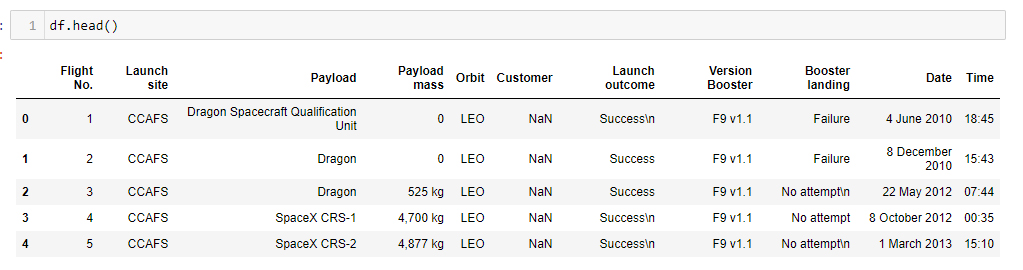 1 df.head()
Flight No. Launch site Payload Payload mass Orbit Customer Launch outcome Version Booster Booster landing Date Time
0 1 CCAFS Dragon Spacecraft Qualification Unit 0 LEO NaN Success\n F9 v1.1 Failure 4 June 2010 18:45
1 2 CCAFS Dragon 0 LEO NaN Success F9 v1.1 Failure 8 December 2010 15:43
2 3 CCAFS Dragon 525 kg LEO NaN Success F9 v1.1 No attempt\n 22 May 2012 07:44
3 4 CCAFS SpaceX CRS-1 4,700 kg LEO NaN Success\n F9 v1.1 No attempt 8 October 2012 00:35
4 5 CCAFS SpaceX CRS-2 4,877 kg LEO NaN Success\n F9 v1.1 No attempt\n 1 March 2013 15:10